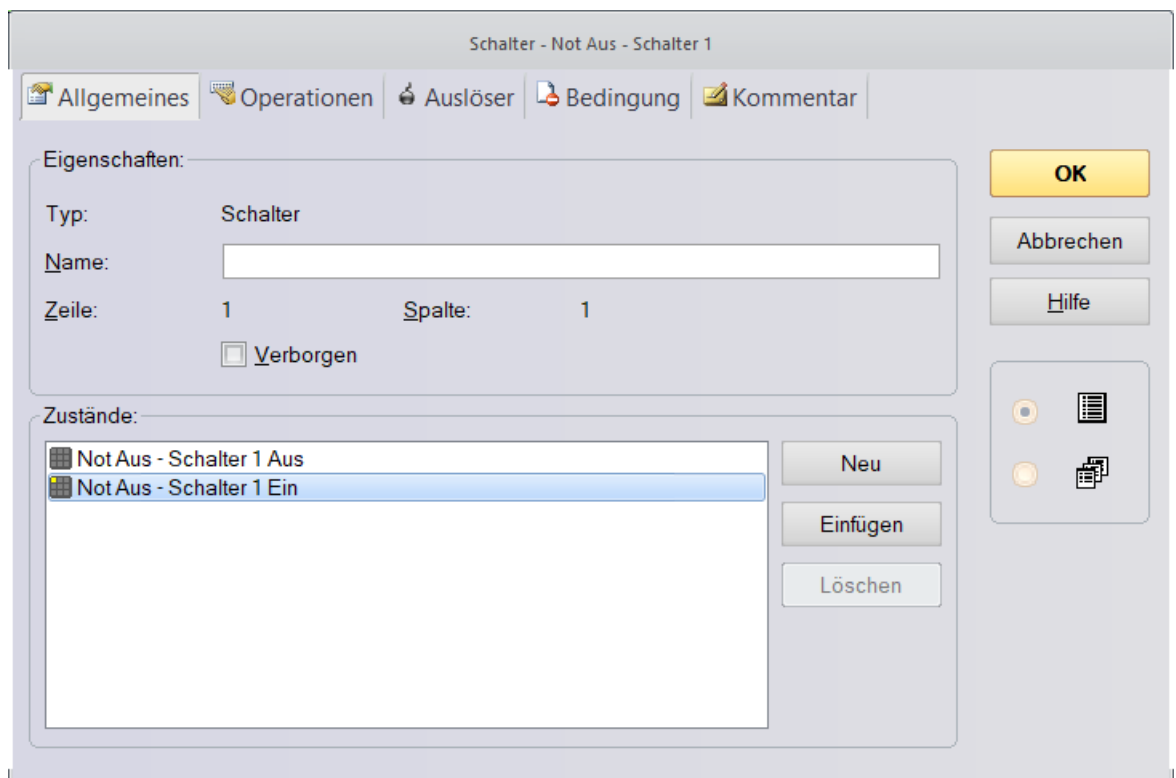 Schalter - Not Aus - Schalter 1
Allgemeines Operationen Auslöser Bedingung Kommentar
Eigenschaften:
Typ: Schalter
Name:
Zeile: 1 Spalte: 1
Verborgen
OK
Abbrechen
Hilfe
Zustände:
Not Aus - Schalter 1 Aus
Not Aus - Schalter 1 Ein
Neu
Einfügen
Löschen